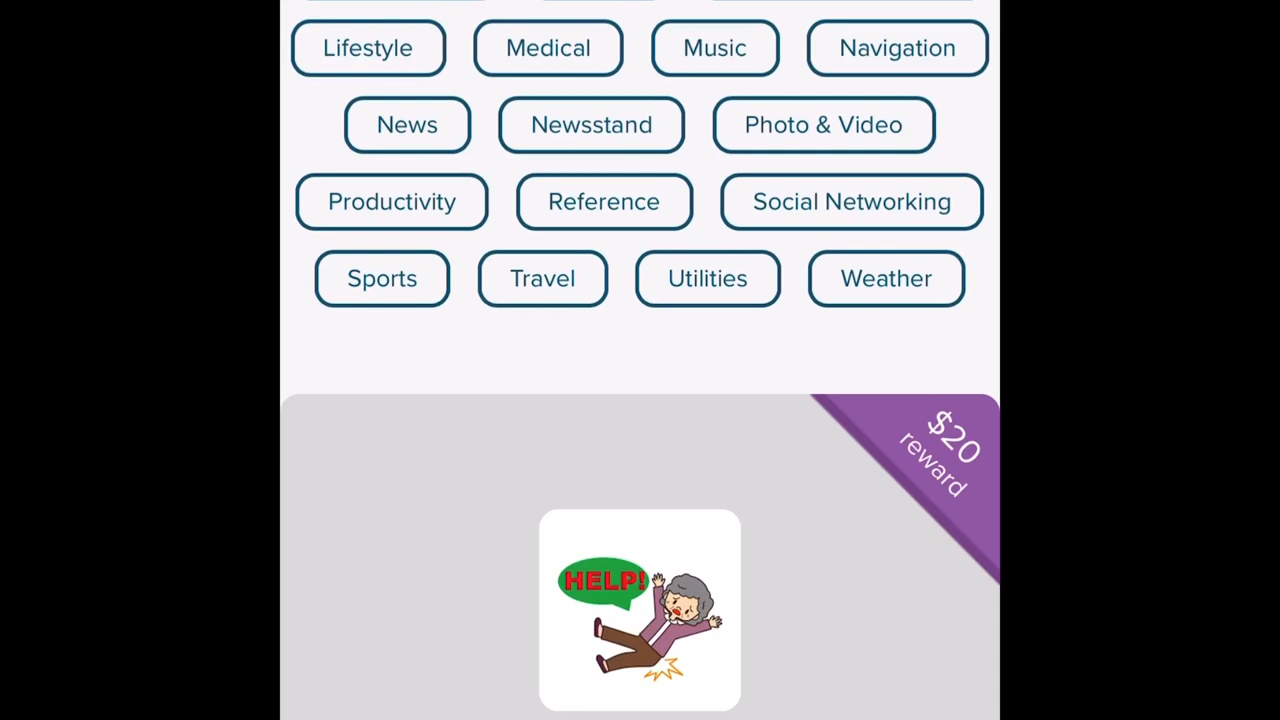 Lifestyle Medical Music Navigation
News Newsstand Photo & Video
Productivity Reference Social Networking
Sports Travel Utilities Weather
$20
reward
HELP!